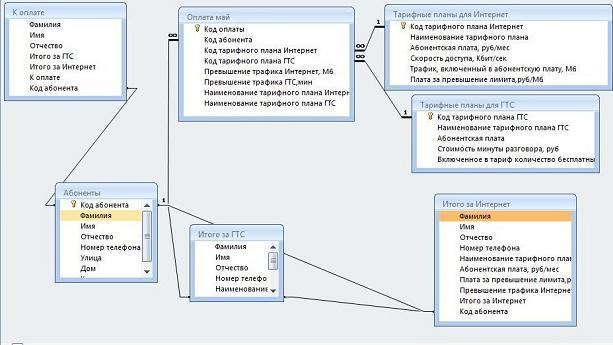 К оплате
Фамилия
Имя
Отчество
Итого за ГТС
Итого за Интернет
К оплате
Код абонента
Оплата май
Код оплаты
Код абонента
Код тарифного плана Интернет
Код тарифного плана ГТС
Превышение трафика Интернет, Мб
Превышение трафика ГТС,мин
Наименование тарифного плана Интерн
Наименование тарифного плана ГТС
Тарифные планы для Интернет
Код тарифного плана Интернет
Наименование тарифного плана
Абонентская плата, руб/мес
Скорость доступа, Кбит/сек
Трафик, включенный в абонентскую плату, Мб
Плата за превышение лимита,руб/Мб
Тарифные планы для ГТС
Код тарифного плана ГТС
Наименование тарифного плана ГТС
Абонентская плата
Стоимость минуты разговора, руб
Включенное в тариф количество бесплатны
Абоненты
Код абонента
Фамилия
Имя
Отчество
Номер телефона
Улица
Дом
Итого за ГТС
Фамилия
Имя
Отчество
Номер телефо
Наименование
Итого за Интернет
Фамилия
Имя
Отчество
Номер телефона
Наименование тарифного план
Абонентская плата, руб/мес
Плата за превышение лимита,р
Превышение трафика Интернет
Итого за Интернет
Код абонента
1
∞
∞
∞
1
1
1